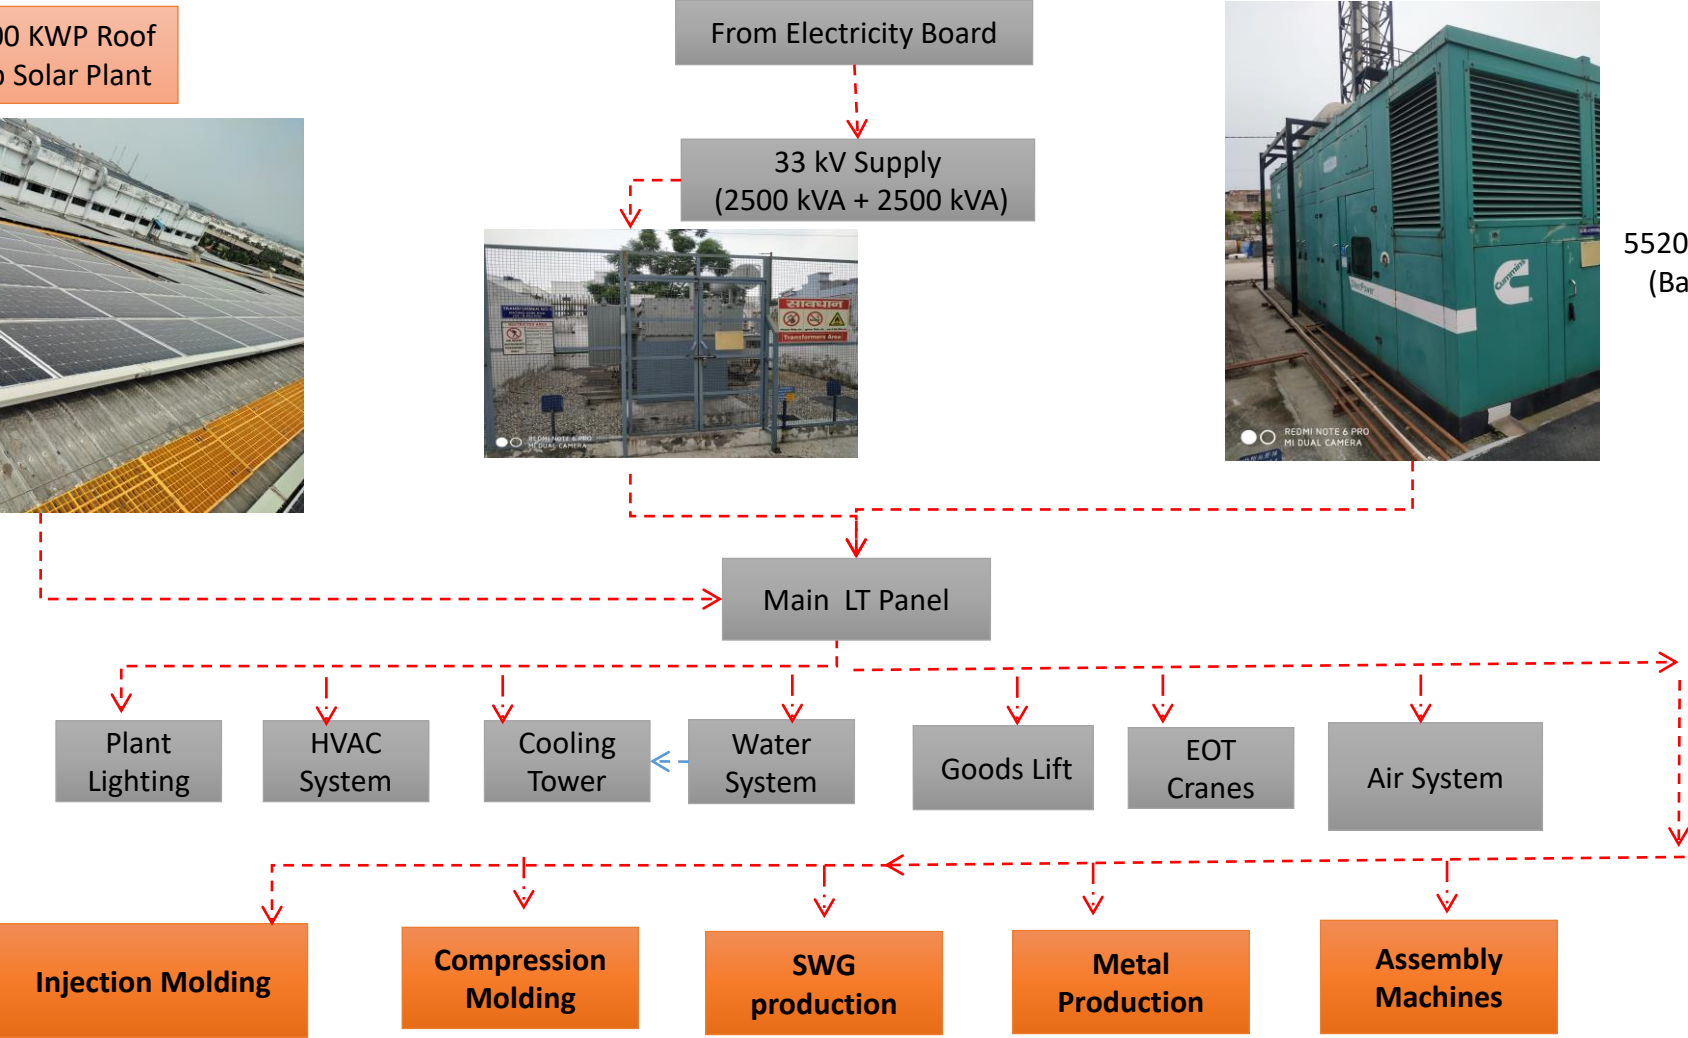 00 KWP Roof
Solar Plant
From Electricity Board
33 kV Supply
(2500 kVA + 2500 kVA)
सावधान
Transformers Area
RESTRICTED AREA
REDMI NOTE 6 PRO
MI DUAL CAMERA
Cummins
REDMI NOTE 6 PRO
MI DUAL CAMERA
5520
(Ba
Main LT Panel
Plant
Lighting
HVAC
System
Cooling
Tower
Water
System
Goods Lift
EOT
Cranes
Air System
Injection Molding
Compression
Molding
SWG
production
Metal
Production
Assembly
Machines